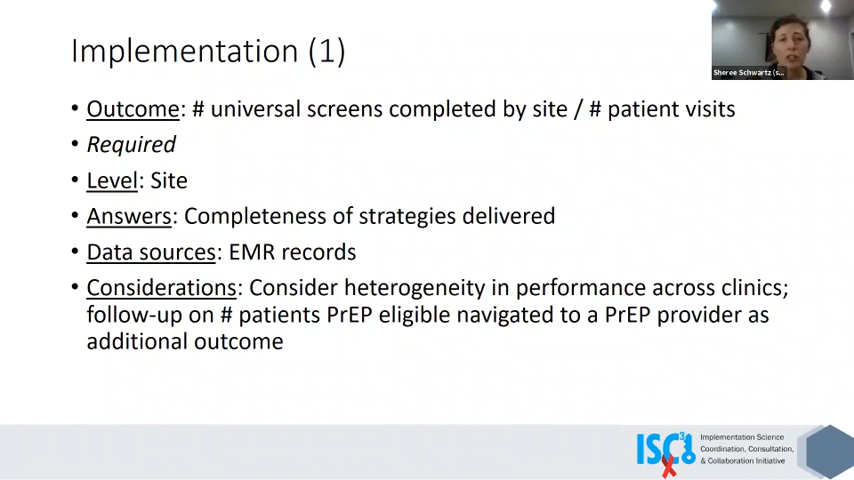 Implementation (1)
Sheree Schwartz (s...
• Outcome: # universal screens completed by site / # patient visits
• Required
• Level: Site
• Answers: Completeness of strategies delivered
• Data sources: EMR records
• Considerations: Consider heterogeneity in performance across clinics;
follow-up on # patients PrEP eligible navigated to a PrEP provider as
additional outcome
ISC3I
Implementation Science
Coordination, Consultation,
& Collaboration Initiative